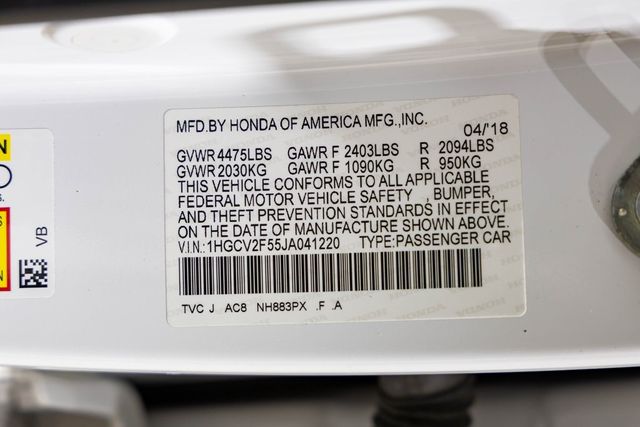 MFD.BY HONDA OF AMERICA MFG.,INC.
04/'18
GVWR 4475LBS GAWR F 2403LBS R 2094LBS
GVWR 2030KG GAWR F 1090KG R 950KG
THIS VEHICLE CONFORMS TO ALL APPLICABLE
FEDERAL MOTOR VEHICLE SAFETY , BUMPER,
AND THEFT PREVENTION STANDARDS IN EFFECT
ON THE DATE OF MANUFACTURE SHOWN ABOVE.
V.I.N.:1HGCV2F55JA041220 TYPE:PASSENGER CAR
TVC J AC8 NH883PX .F .A
N
S
VB